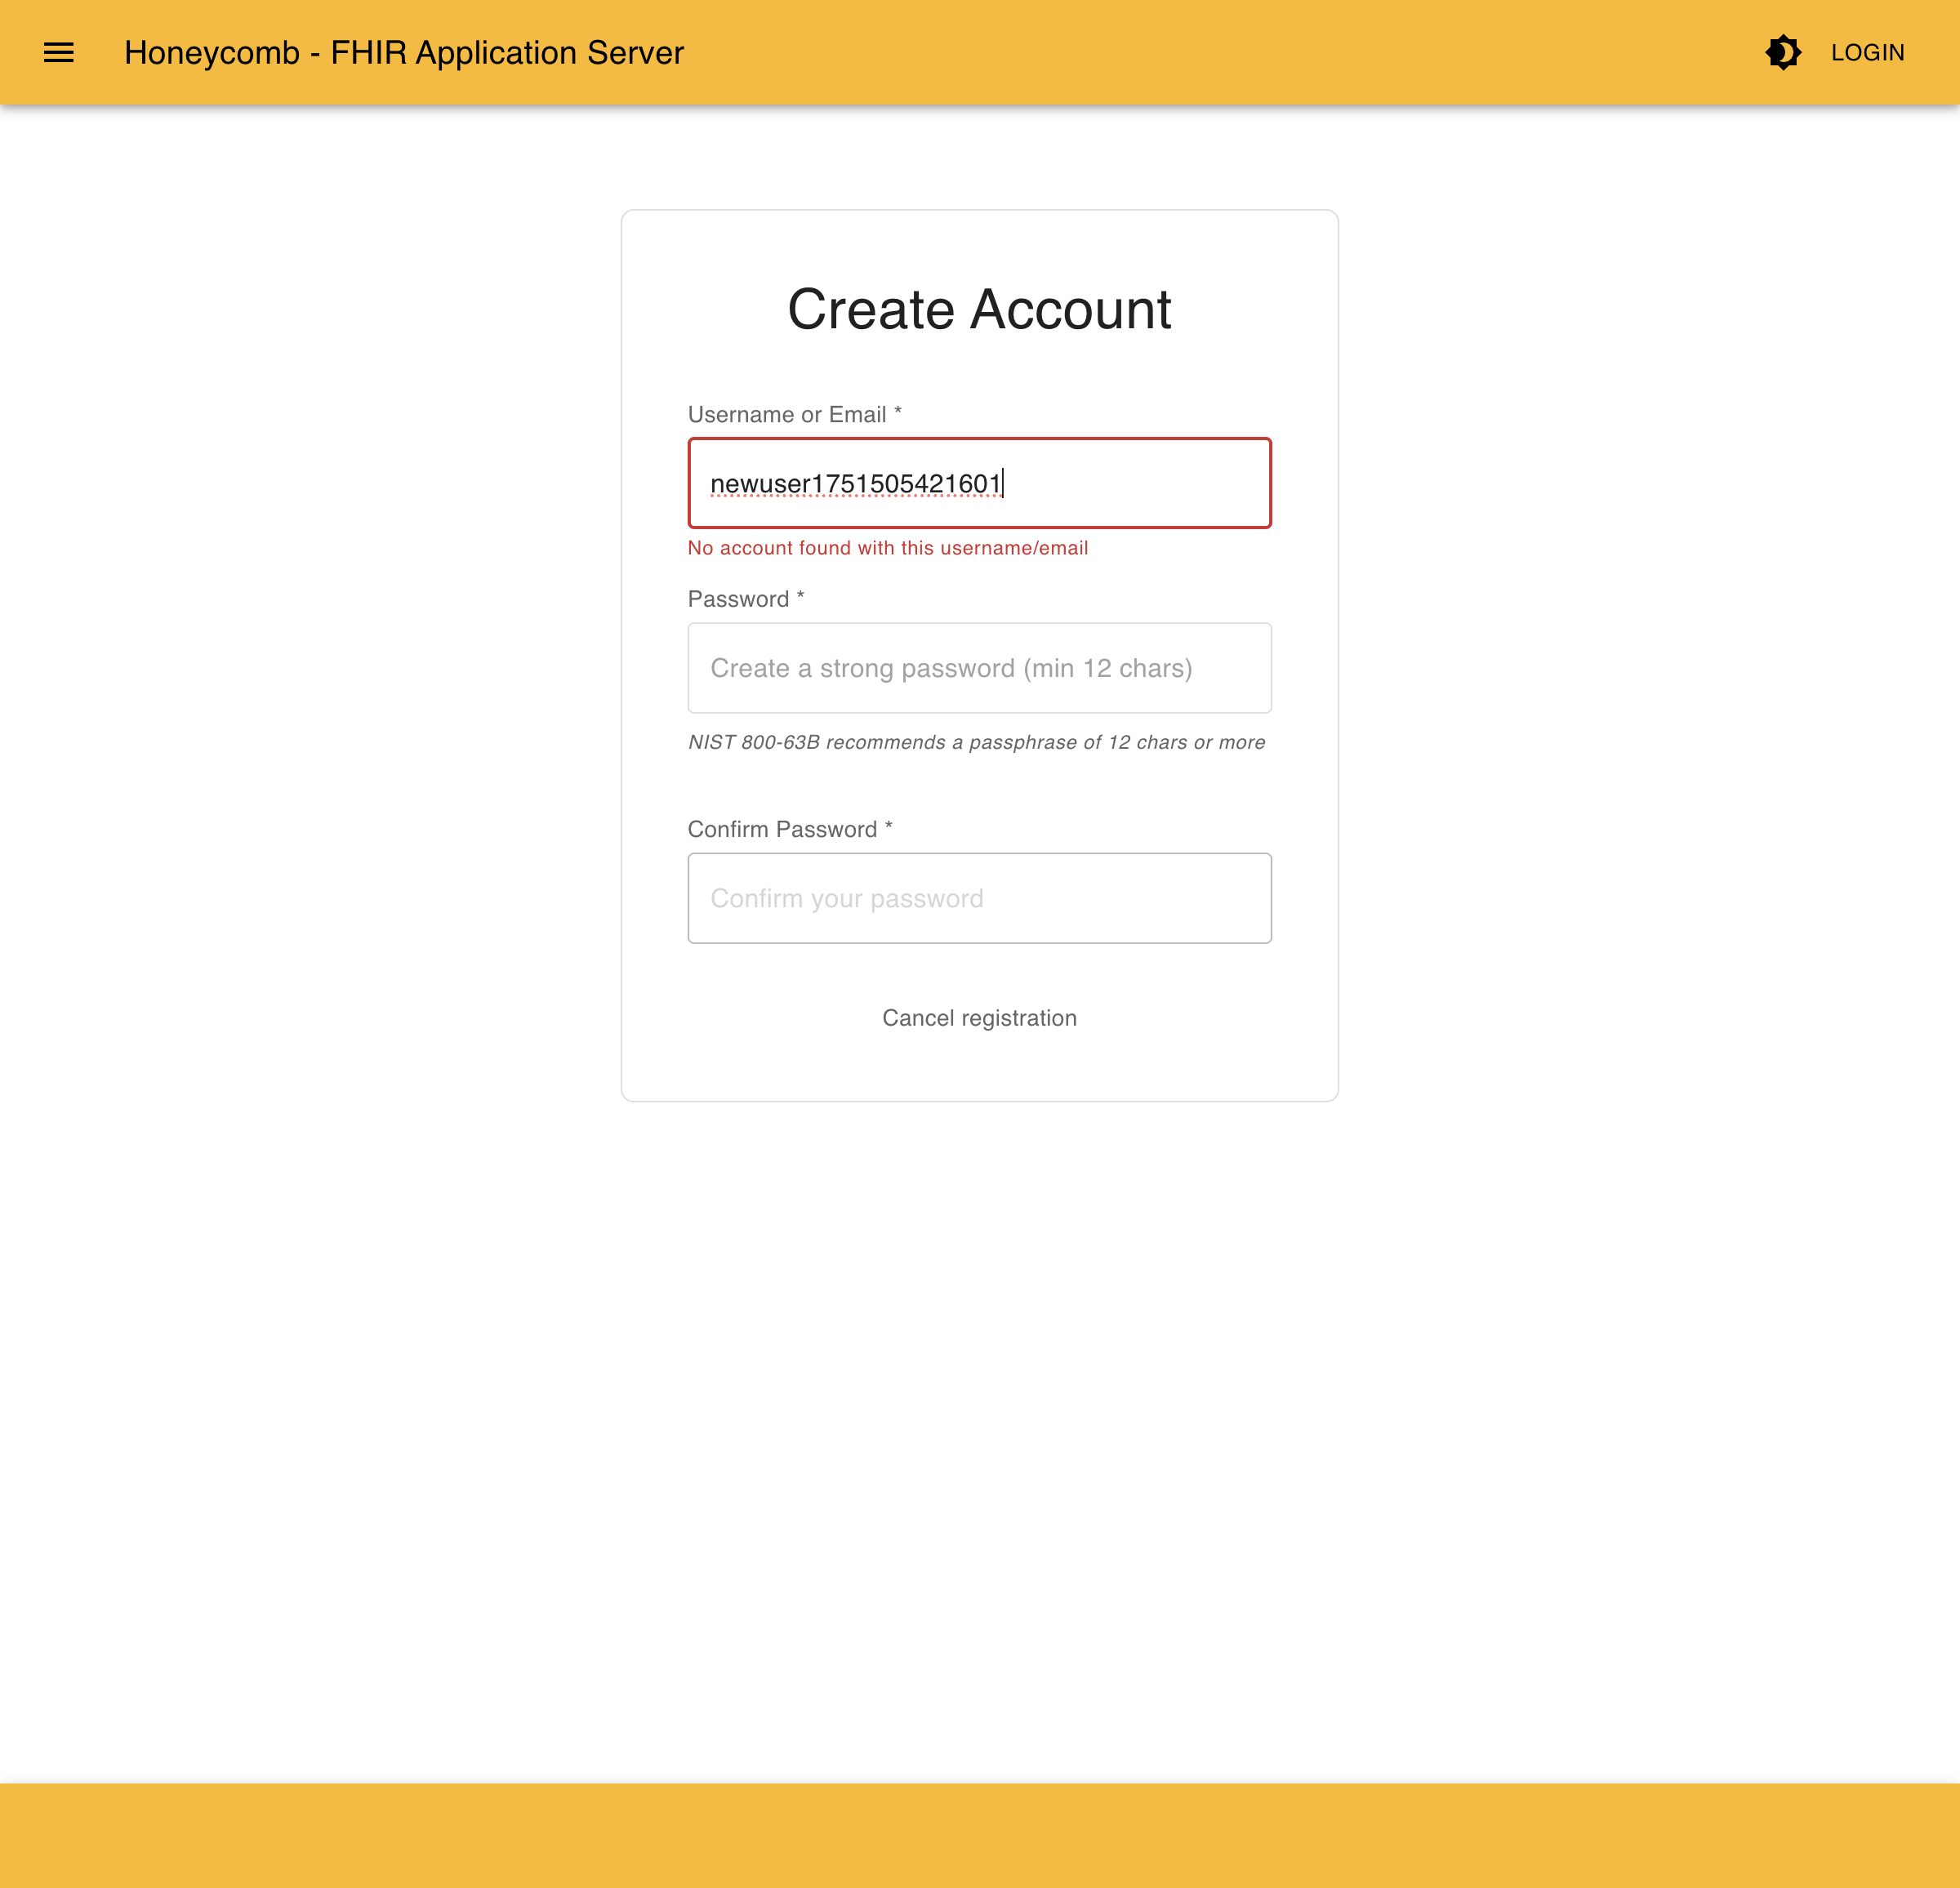 Honeycomb - FHIR Application Server
LOGIN
Create Account
Username or Email *
newuser1751505421601
No account found with this username/email
Password *
Create a strong password (min 12 chars)
NIST 800-63B recommends a passphrase of 12 chars or more
Confirm Password *
Confirm your password
Cancel registration